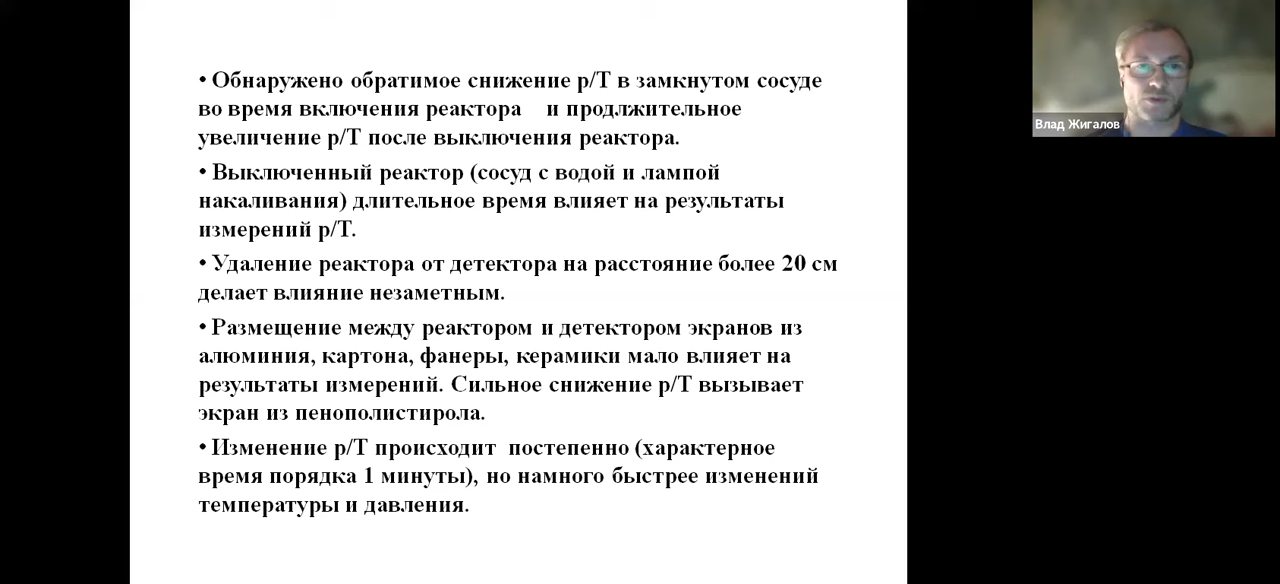 • Обнаружено обратимое снижение р/Т в замкнутом сосуде
во время включения реактора и продлжительное
увеличение р/Т после выключения реактора.
• Выключенный реактор (сосуд с водой и лампой
накаливания) длительное время влияет на результаты
измерений р/Т.
• Удаление реактора от детектора на расстояние более 20 см
делает влияние незаметным.
• Размещение между реактором и детектором экранов из
алюминия, картона, фанеры, керамики мало влияет на
результаты измерений. Сильное снижение р/Т вызывает
экран из пенополистирола.
• Изменение р/Т происходит постепенно (характерное
время порядка 1 минуты), но намного быстрее изменений
температуры и давления.
Влад Жигалов